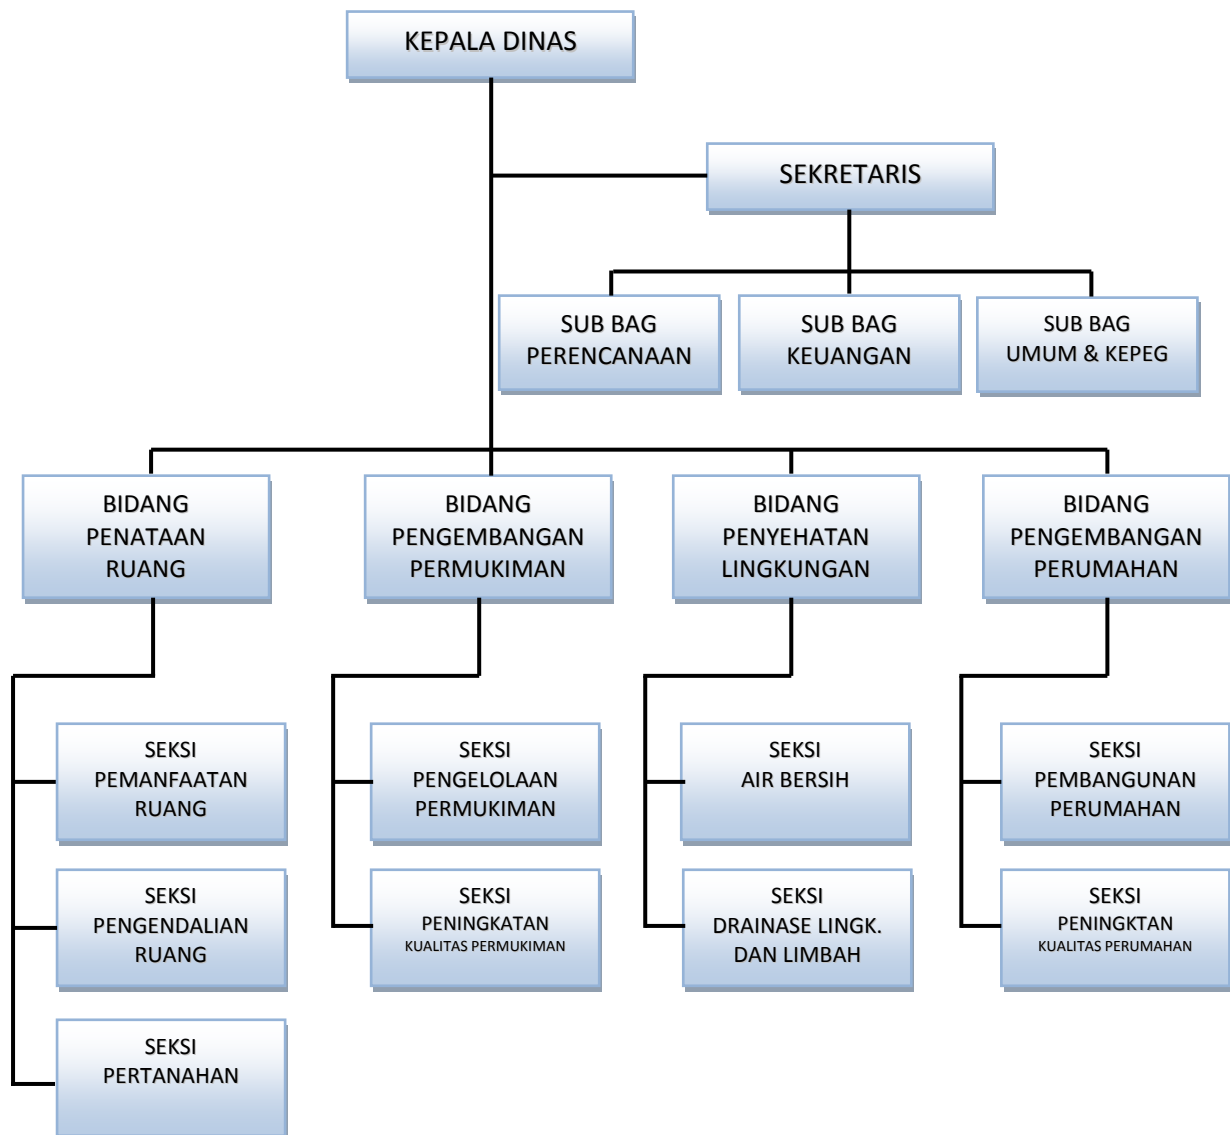 KEPALA DINAS
SEKRETARIS
SUB BAG
PERENCANAAN
SUB BAG
KEUANGAN
SUB BAG
UMUM & KEPEG
BIDANG
PENATAAN
RUANG
BIDANG
PENGEMBANGAN
PERMUKIMAN
BIDANG
PENYEHATAN
LINGKUNGAN
BIDANG
PENGEMBANGAN
PERUMAHAN
SEKSI
PEMANFAATAN
RUANG
SEKSI
PENGELOLAAN
PERMUKIMAN
SEKSI
AIR BERSIH
SEKSI
PEMBANGUNAN
PERUMAHAN
SEKSI
PENGENDALIAN
RUANG
SEKSI
PENINGKATAN
KUALITAS PERMUKIMAN
SEKSI
DRAINASE LINGK.
DAN LIMBAH
SEKSI
PENINGKTAN
KUALITAS PERUMAHAN
SEKSI
PERTANAHAN